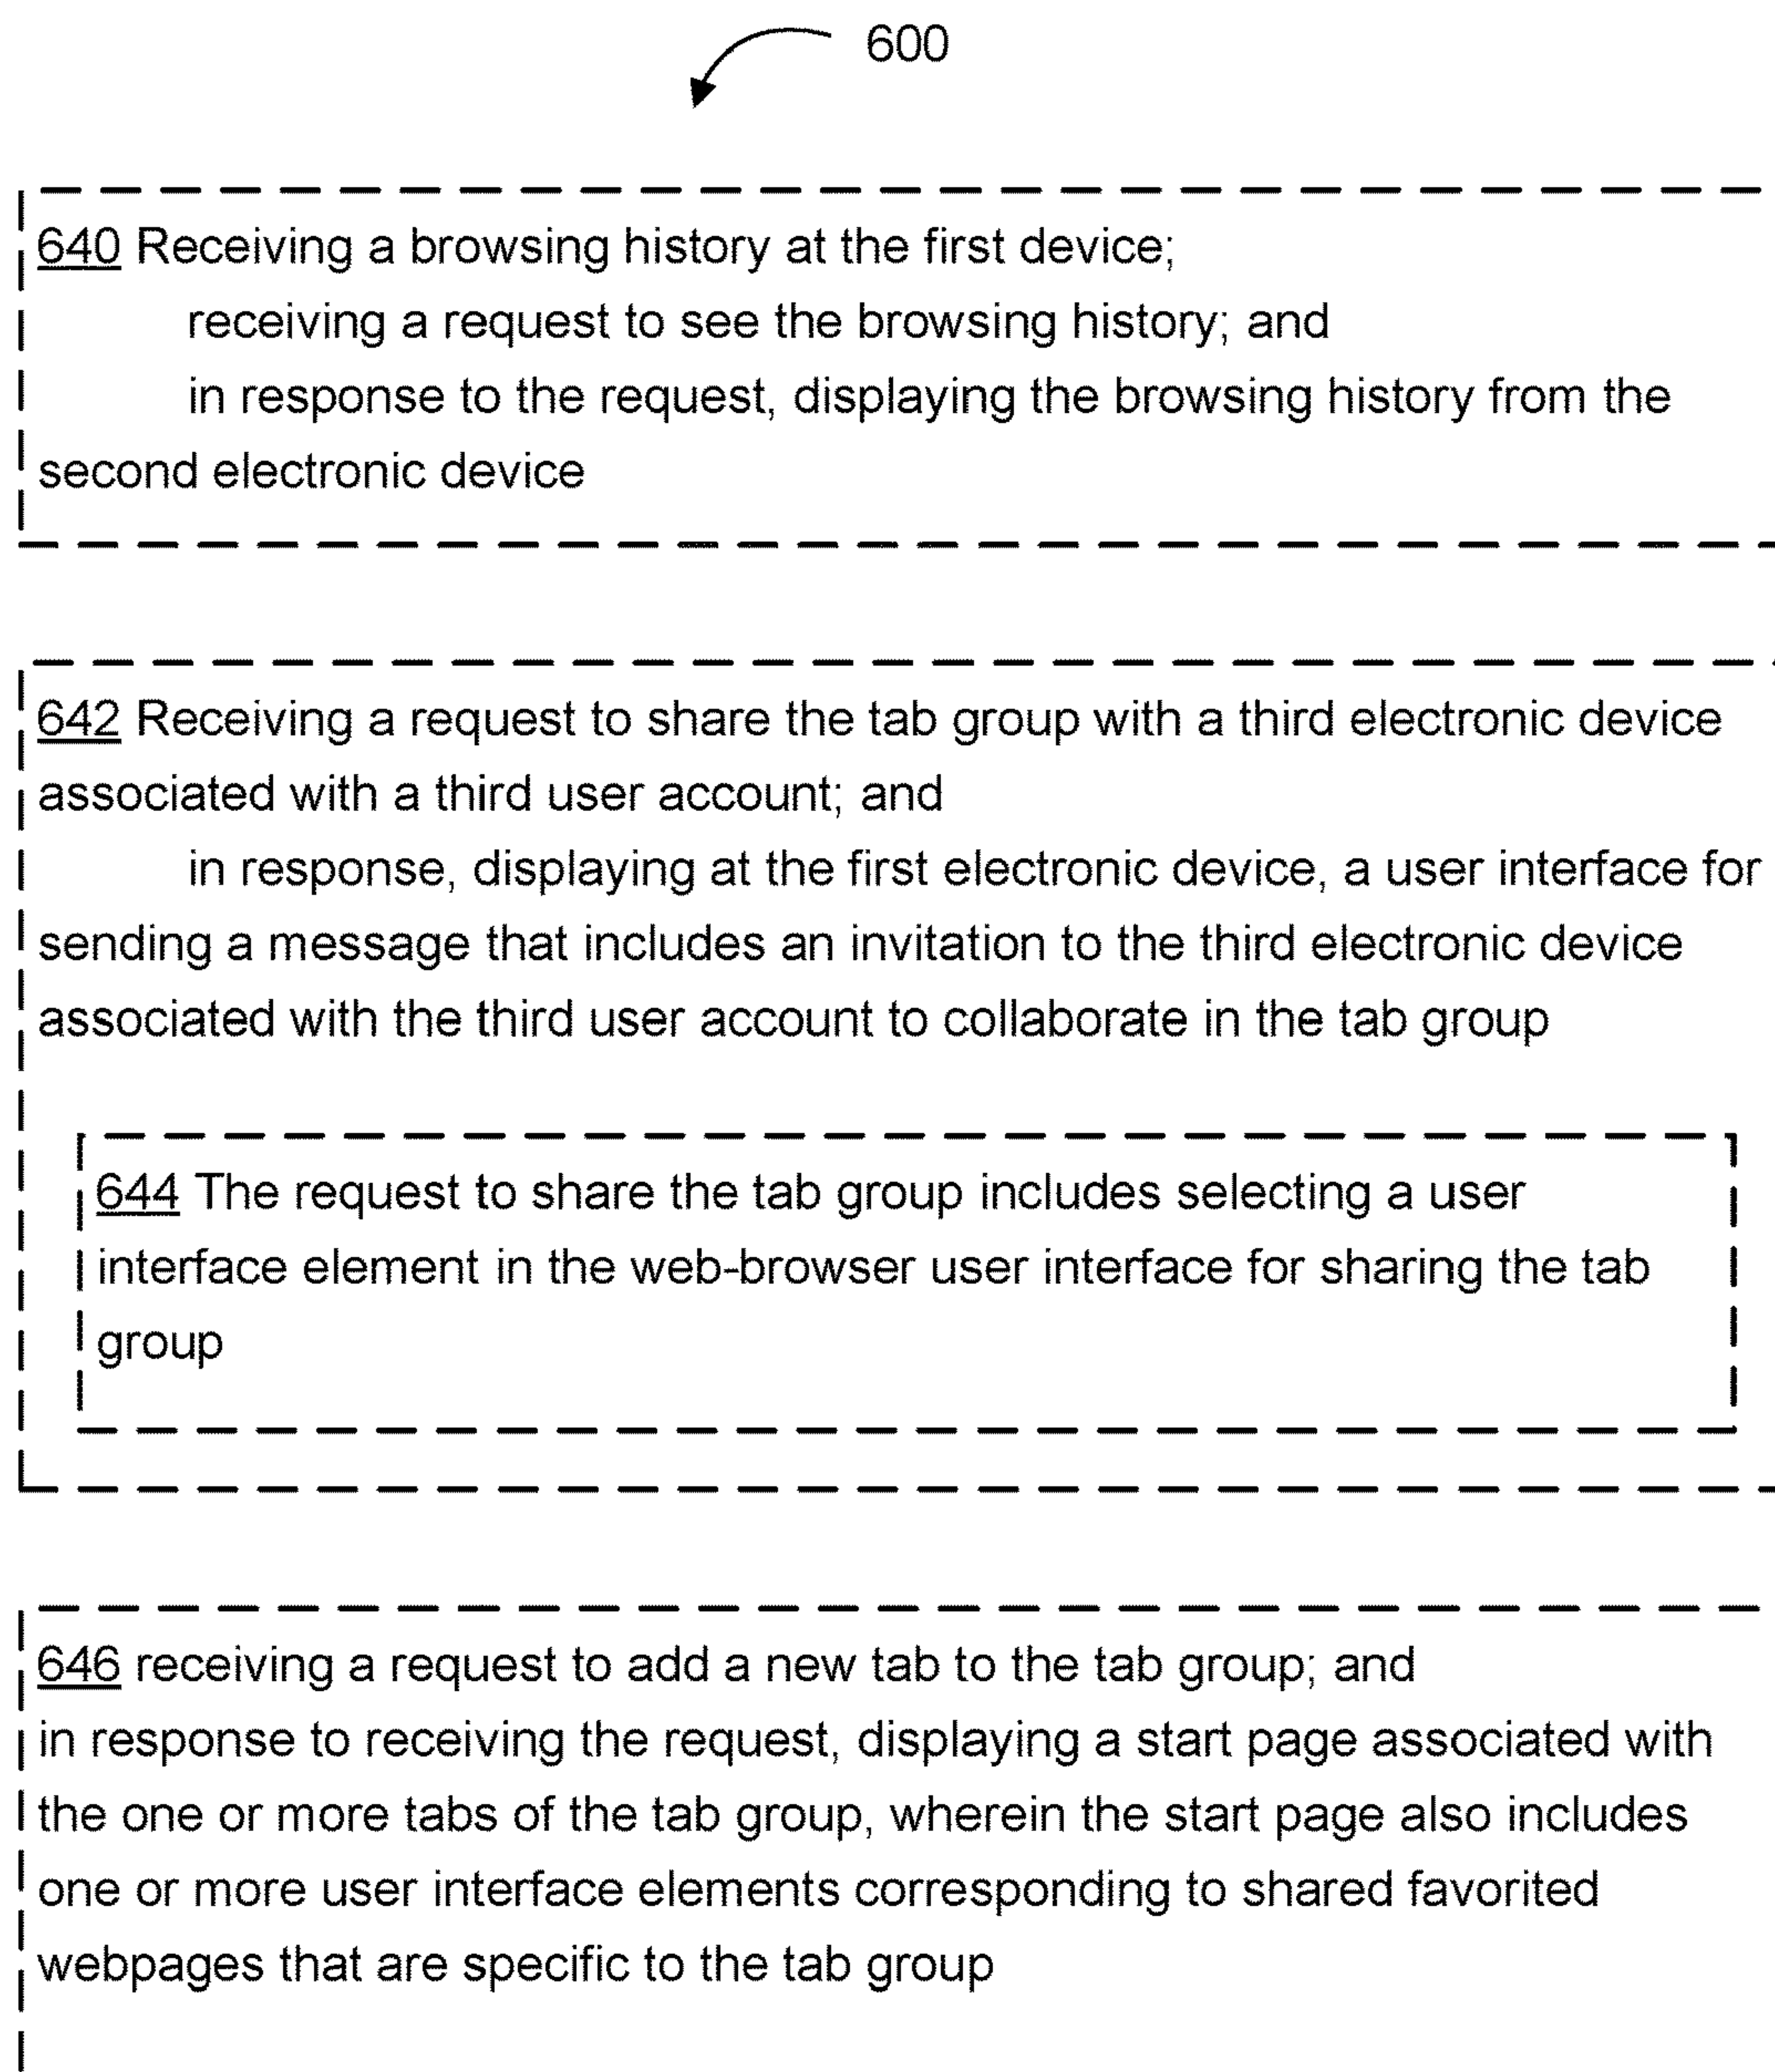 600
640 Receiving a browsing history at the first device;
receiving a request to see the browsing history; and
in response to the request, displaying the browsing history from the
second electronic device
642 Receiving a request to share the tab group with a third electronic device
associated with a third user account; and
in response, displaying at the first electronic device, a user interface for
sending a message that includes an invitation to the third electronic device
associated with the third user account to collaborate in the tab group
644 The request to share the tab group includes selecting a user
interface element in the web-browser user interface for sharing the tab
group
646 receiving a request to add a new tab to the tab group; and
in response to receiving the request, displaying a start page associated with
the one or more tabs of the tab group, wherein the start page also includes
one or more user interface elements corresponding to shared favorited
webpages that are specific to the tab group